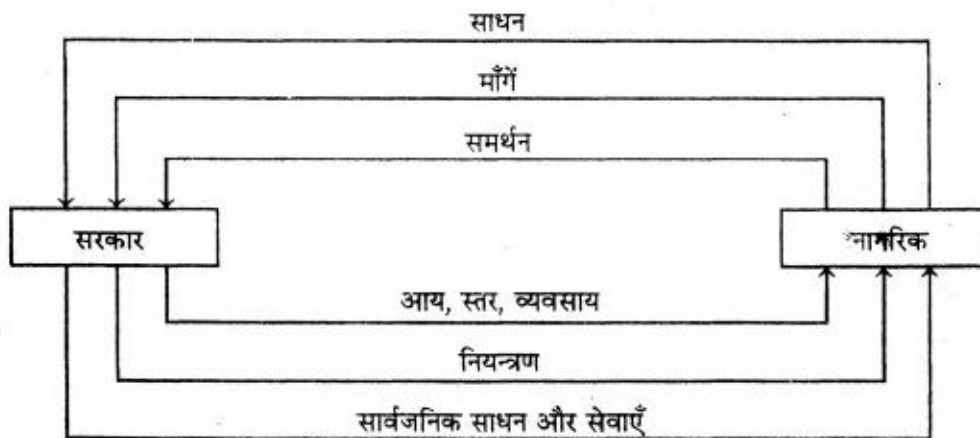 साधन
माँगें
समर्थन
सरकार
नागरिक
आय, स्तर, व्यवसाय
नियन्त्रण
सार्वजनिक साधन और सेवाएँ